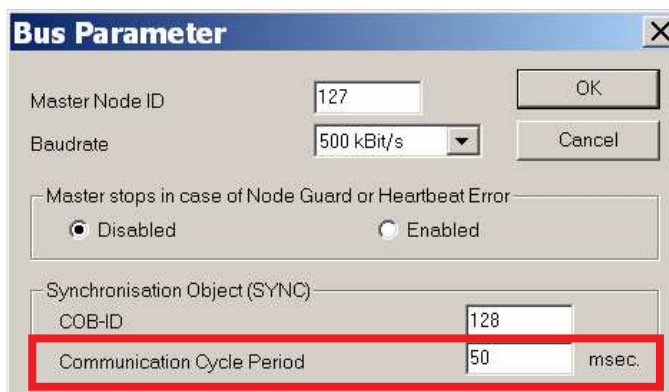 Bus Parameter
Master Node ID 127 OK
Baudrate 500 kBit/s Cancel
Master stops in case of Node Guard or Heartbeat Error
Disabled Enabled
Synchronisation Object (SYNC)
COB-ID 128
Communication Cycle Period 50 msec.